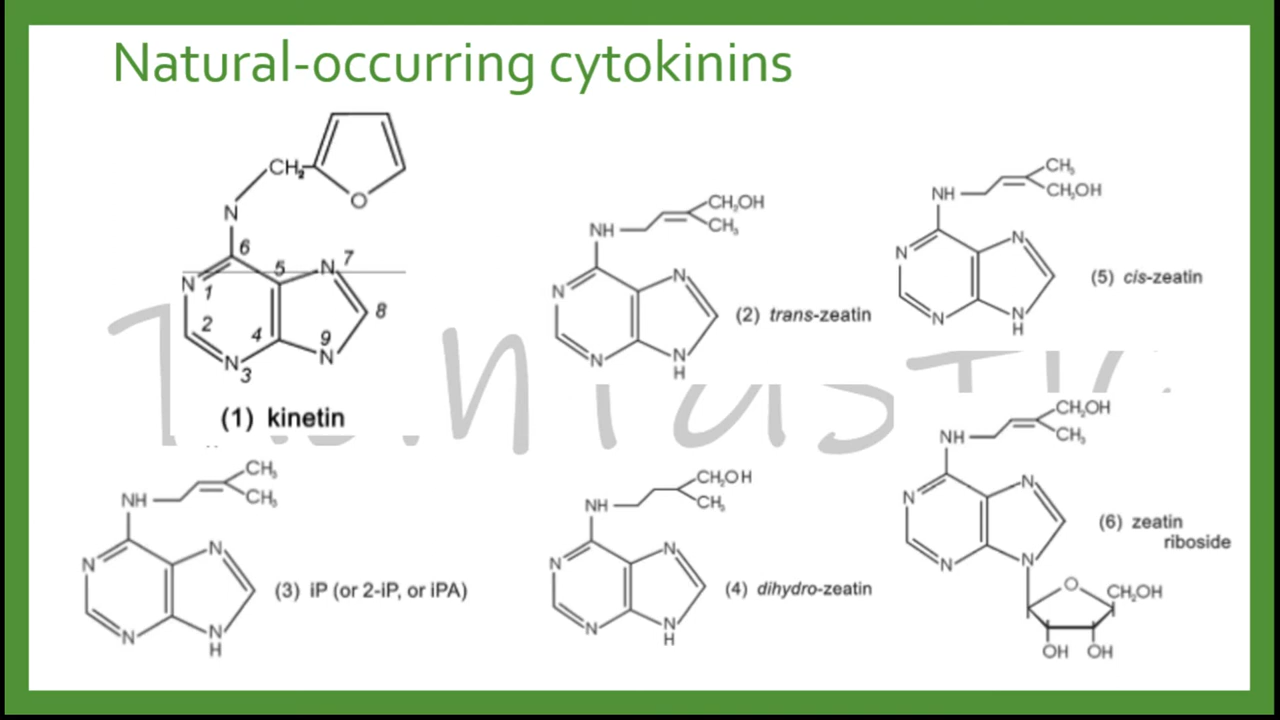 Natural-occurring cytokinins
CH₂
O
N
6
5
N
7
N
1
8
2
4
9
N
3
N
(1) kinetin
NH
CH₂OH
CH₃
N
N
N
N
H
(2) trans-zeatin
NH
CH₃
CH₂OH
N
N
N
N
H
(5) cis-zeatin
NH
CH₃
CH₃
N
N
N
N
H
(3) iP (or 2-iP, or iPA)
NH
CH₂OH
CH₃
N
N
N
N
H
(4) dihydro-zeatin
NH
CH₂OH
CH₃
N
N
N
N
O
CH₂OH
OH OH
(6) zeatin
riboside